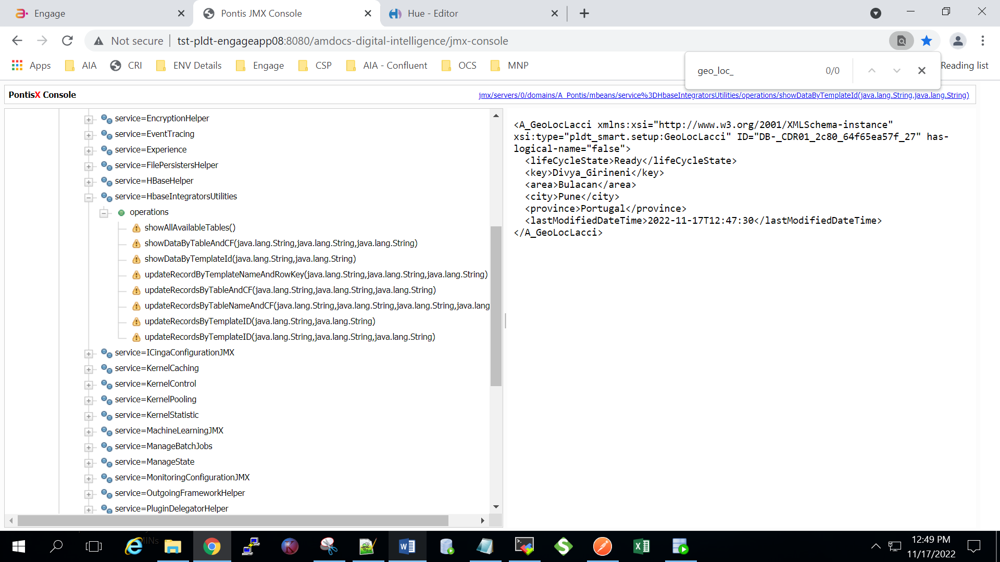 Engage
Pontis JMX Console
Hue - Editor
Not secure
tst-pldt-engageapp08:8080/amdocs-digital-intelligence/jmx-console
Apps
AIA
CRI
ENV Details
Engage
CSP
AIA - Confluent
OCS
MNP
geo_loc_
0/0
Reading list
PontisX Console
jmx/servers/0/domains/A_Pontis/mbeans/service%3DHbaseIntegratorsUtilities/operations/showDataByTemplateId(java.lang.String,java.lang.String)
service=EncryptionHelper
service=EventTracing
service=Experience
service=FilePersistersHelper
service=HBaseHelper
service=HbaseIntegratorsUtilities
operations
showAllAvailableTables()
showDataByTableAndCF(java.lang.String,java.lang.String,java.lang.String)
showDataByTemplateId(java.lang.String,java.lang.String)
updateRecordByTemplateNameAndRowKey(java.lang.String,java.lang.String,java.lang.String)
updateRecordsByTableAndCF(java.lang.String,java.lang.String,java.lang.String)
updateRecordsByTableNameAndCF(java.lang.String,java.lang.String,java.lang.String,java.lang
updateRecordsByTemplateID(java.lang.String,java.lang.String)
updateRecordsByTemplateID(java.lang.String,java.lang.String,java.lang.String)
service=ICingaConfigurationJMX
service=KernelCaching
service=KernelControl
service=KernelPooling
service=KernelStatistic
service=MachineLearningJMX
service=ManageBatchJobs
service=ManageState
service=MonitoringConfigurationJMX
service=OutgoingFrameworkHelper
service=PluginDelegatorHelper
<A_GeoLocLacci xmlns:xsi="http://www.w3.org/2001/XMLSchema-instance"
xsi:type="pldt_smart.setup:GeoLocLacci" ID="DB-_CDR01_2c80_64f65ea57f_27" has-
logical-name="false">
<lifeCycleState>Ready</lifeCycleState>
<key>Divya_Girineni</key>
<area>Bulacan</area>
<city>Pune</city>
<province>Portugal</province>
<lastModifiedDateTime>2022-11-17T12:47:30</lastModifiedDateTime>
</A_GeoLocLacci>
12:49 PM
11/17/2022